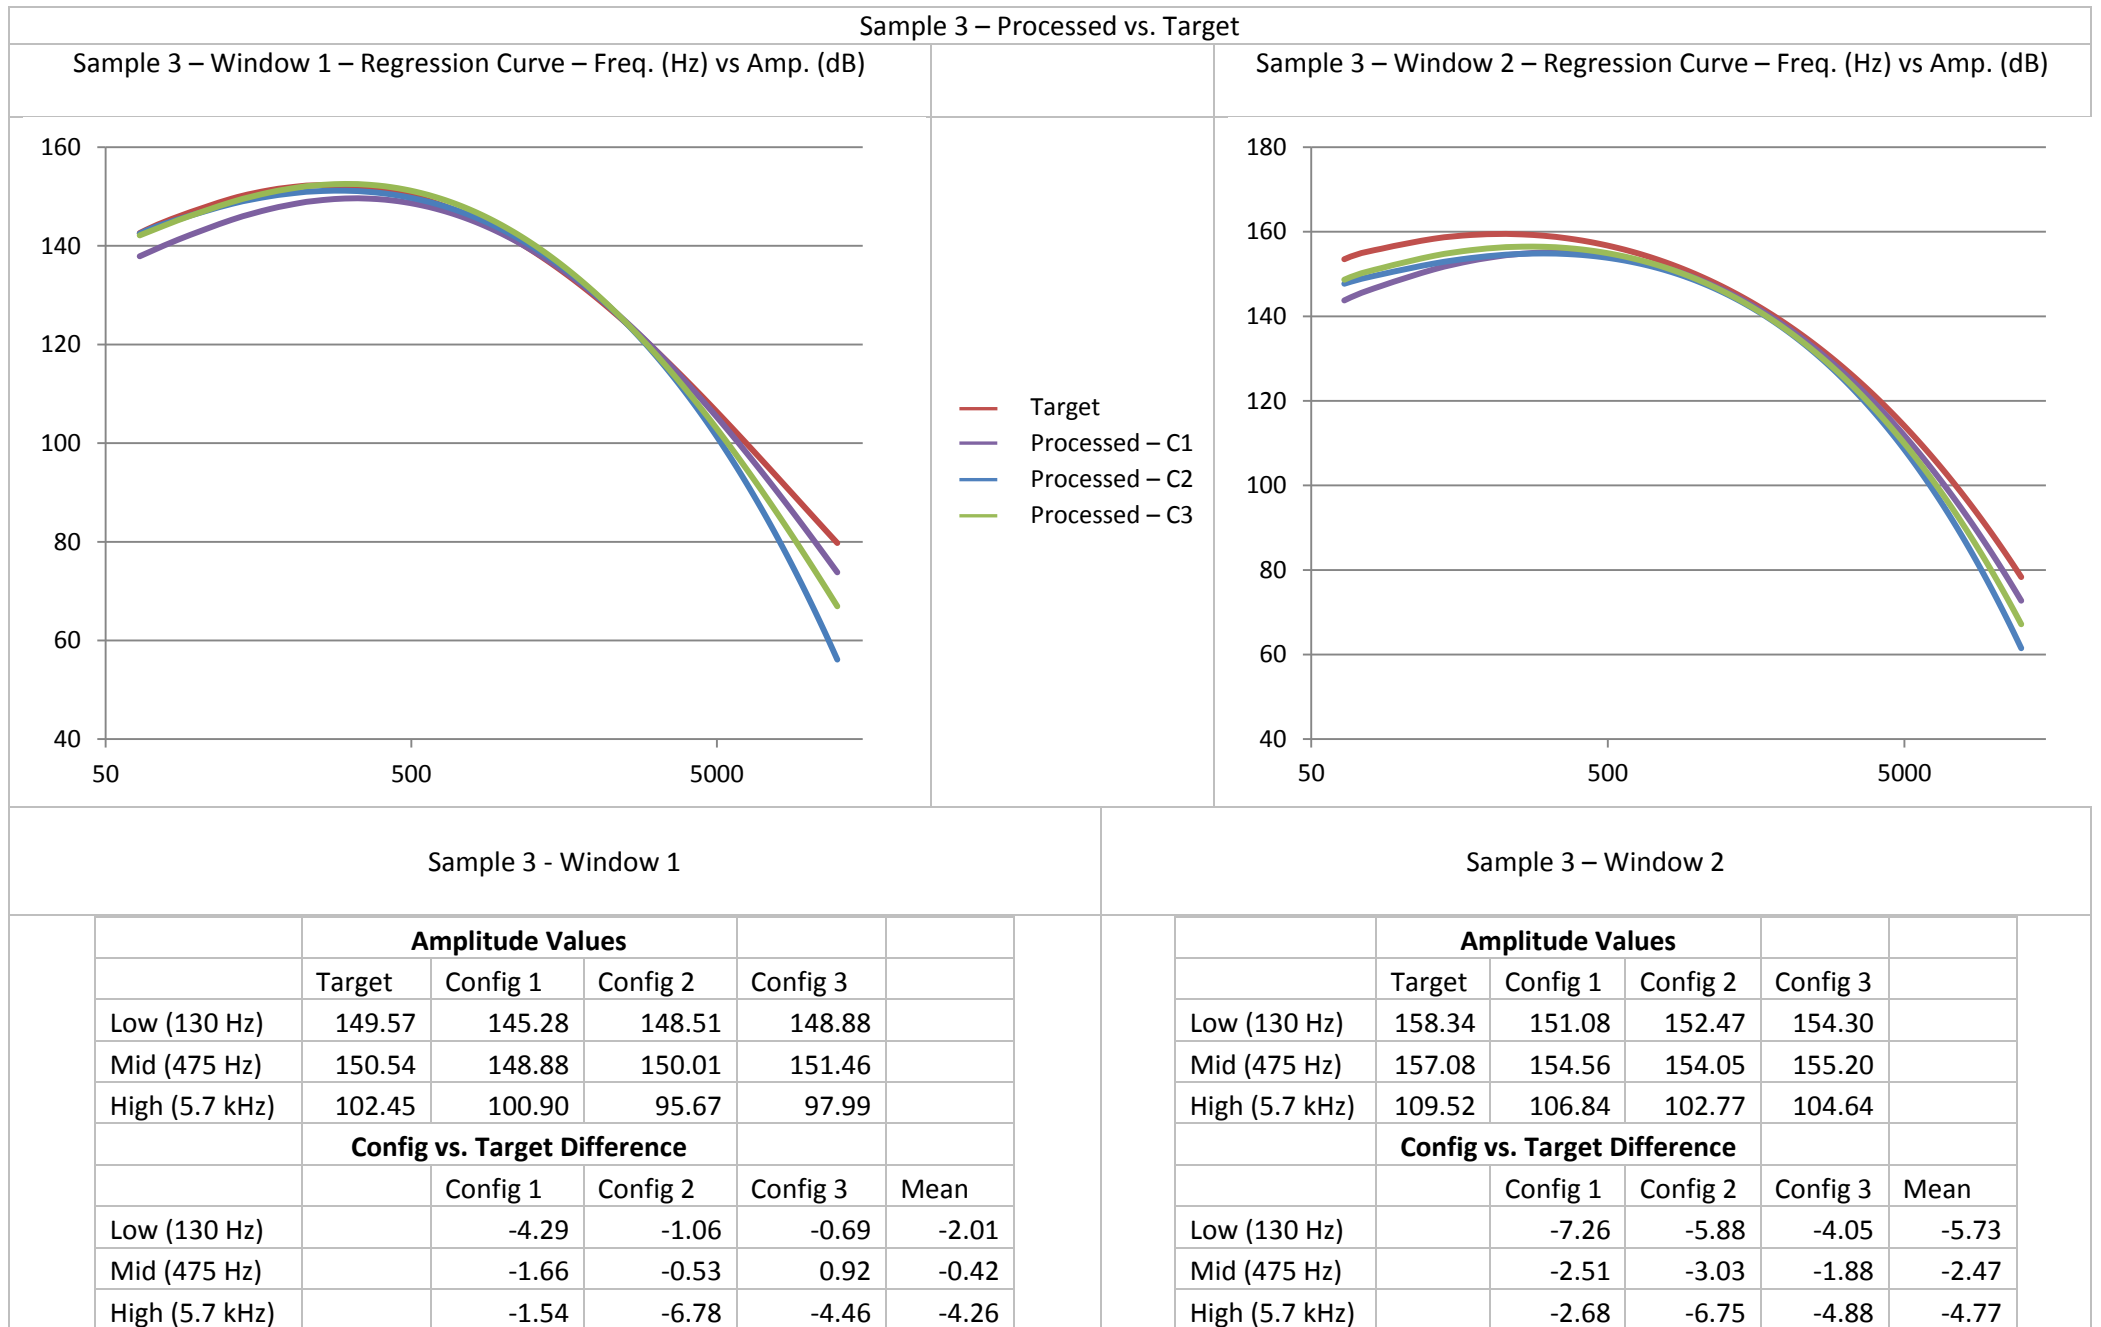 Sample 3 – Processed vs. Target
Sample 3 – Window 1 – Regression Curve – Freq. (Hz) vs Amp. (dB)
Sample 3 – Window 2 – Regression Curve – Freq. (Hz) vs Amp. (dB)
160
140
120
100
80
60
40
50 500 5000
Target
Processed – C1
Processed – C2
Processed – C3
180
160
140
120
100
80
60
40
50 500 5000
Sample 3 - Window 1
Amplitude Values
Target Config 1 Config 2 Config 3
Low (130 Hz) 149.57 145.28 148.51 148.88
Mid (475 Hz) 150.54 148.88 150.01 151.46
High (5.7 kHz) 102.45 100.90 95.67 97.99
Config vs. Target Difference
Config 1 Config 2 Config 3 Mean
Low (130 Hz) -4.29 -1.06 -0.69 -2.01
Mid (475 Hz) -1.66 -0.53 0.92 -0.42
High (5.7 kHz) -1.54 -6.78 -4.46 -4.26
Sample 3 – Window 2
Amplitude Values
Target Config 1 Config 2 Config 3
Low (130 Hz) 158.34 151.08 152.47 154.30
Mid (475 Hz) 157.08 154.56 154.05 155.20
High (5.7 kHz) 109.52 106.84 102.77 104.64
Config vs. Target Difference
Config 1 Config 2 Config 3 Mean
Low (130 Hz) -7.26 -5.88 -4.05 -5.73
Mid (475 Hz) -2.51 -3.03 -1.88 -2.47
High (5.7 kHz) -2.68 -6.75 -4.88 -4.77